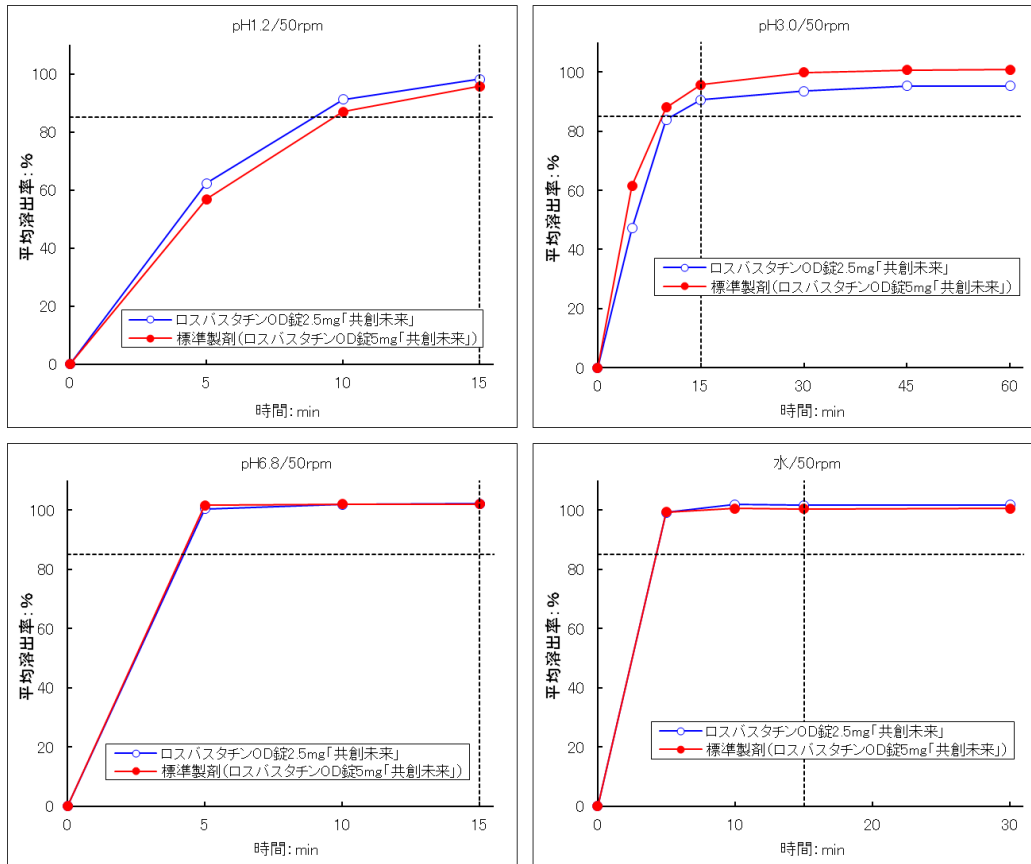 pH1.2/50rpm
平均溶出率：%
100
80
60
40
20
0
ロスバスタチンOD錠2.5mg「共創未来」
標準製剤(ロスバスタチンOD錠5mg「共創未来」)
0 5 10 15
時間：min
pH3.0/50rpm
平均溶出率：%
100
80
60
40
20
0
ロスバスタチンOD錠2.5mg「共創未来」
標準製剤(ロスバスタチンOD錠5mg「共創未来」)
0 15 30 45 60
時間：min
pH6.8/50rpm
平均溶出率：%
100
80
60
40
20
0
ロスバスタチンOD錠2.5mg「共創未来」
標準製剤(ロスバスタチンOD錠5mg「共創未来」)
0 5 10 15
時間：min
水/50rpm
平均溶出率：%
100
80
60
40
20
0
ロスバスタチンOD錠2.5mg「共創未来」
標準製剤(ロスバスタチンOD錠5mg「共創未来」)
0 10 20 30
時間：min